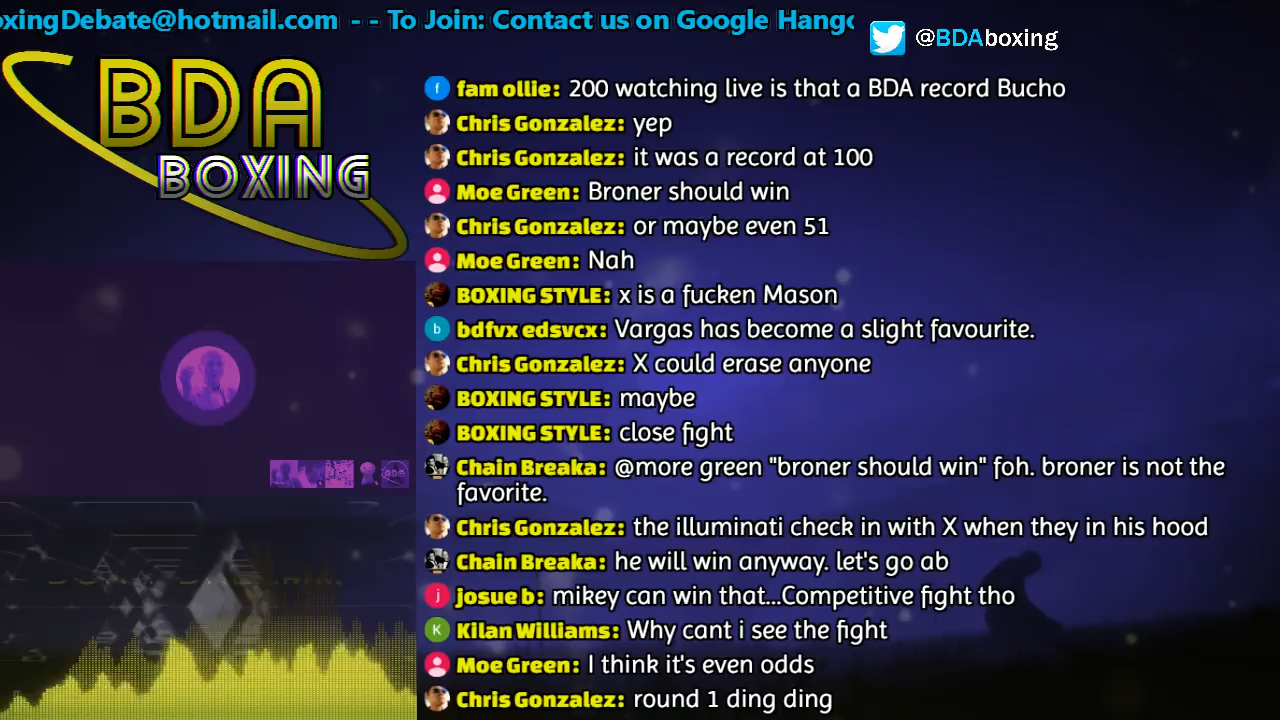 oxingDebate@hotmail.com - - To Join: Contact us on Google Hango
@BDAboxing
BDA
BOXING
fam ollie: 200 watching live is that a BDA record Bucho
Chris Gonzalez: yep
Chris Gonzalez: it was a record at 100
Moe Green: Broner should win
Chris Gonzalez: or maybe even 51
Moe Green: Nah
BOXING STYLE: x is a fucken Mason
bdfvx edsvcx: Vargas has become a slight favourite.
Chris Gonzalez: X could erase anyone
BOXING STYLE: maybe
BOXING STYLE: close fight
Chain Breaka: @more green "broner should win" foh. broner is not the
favorite.
Chris Gonzalez: the illuminati check in with X when they in his hood
Chain Breaka: he will win anyway. let's go ab
josue b: mikey can win that...Competitive fight tho
Kilan Williams: Why cant i see the fight
Moe Green: I think it's even odds
Chris Gonzalez: round 1 ding ding